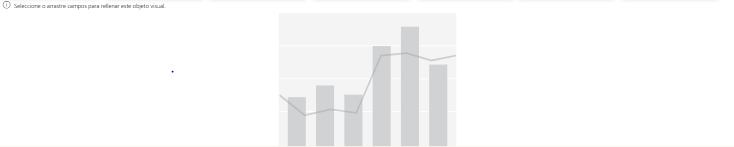 Seleccione o arrastre campos para rellenar este objeto visual.